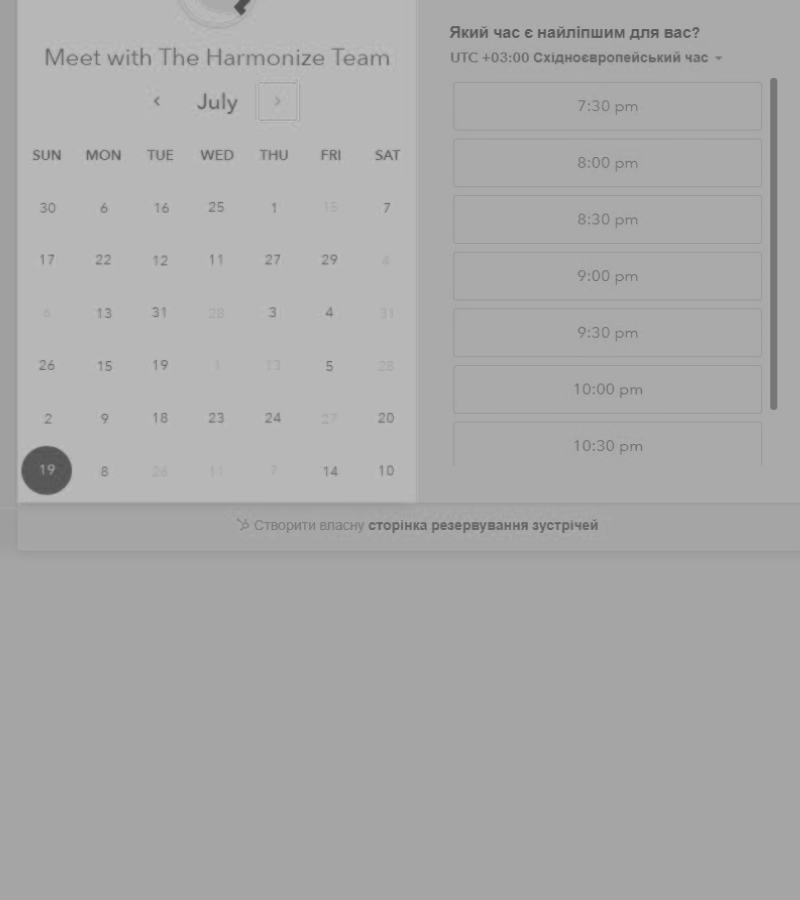 Meet with The Harmonize Team
July
SUN MON TUE WED THU FRI SAT
30 6 16 25 1 15 7
17 22 12 11 27 29 4
6 13 31 28 3 4 31
26 15 19 1 13 5 28
2 9 18 23 24 27 20
19 8 26 11 7 14 10
Який час є найліпшим для вас?
UTC +03:00 Східноєвропейський час
7:30 pm
8:00 pm
8:30 pm
9:00 pm
9:30 pm
10:00 pm
10:30 pm
Створити власну сторінка резервування зустрічей